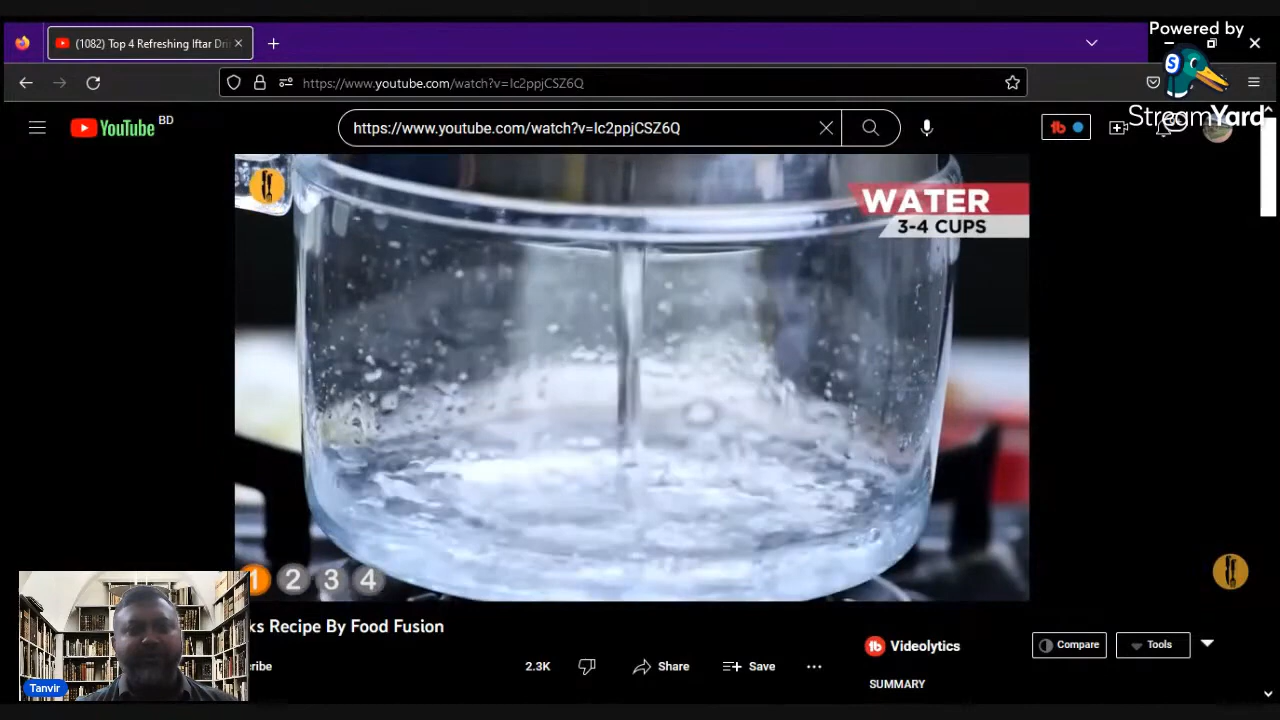 Powered by
StreamYard
(1082) Top 4 Refreshing Iftar Dri
https://www.youtube.com/watch?v=Ic2ppjCSZ6Q
YouTube BD
https://www.youtube.com/watch?v=Ic2ppjCSZ6Q
WATER
3-4 CUPS
1 2 3 4
ks Recipe By Food Fusion
Videolytics
Compare
Tools
ribe
2.3K
Share
Save
SUMMARY
Tanvir